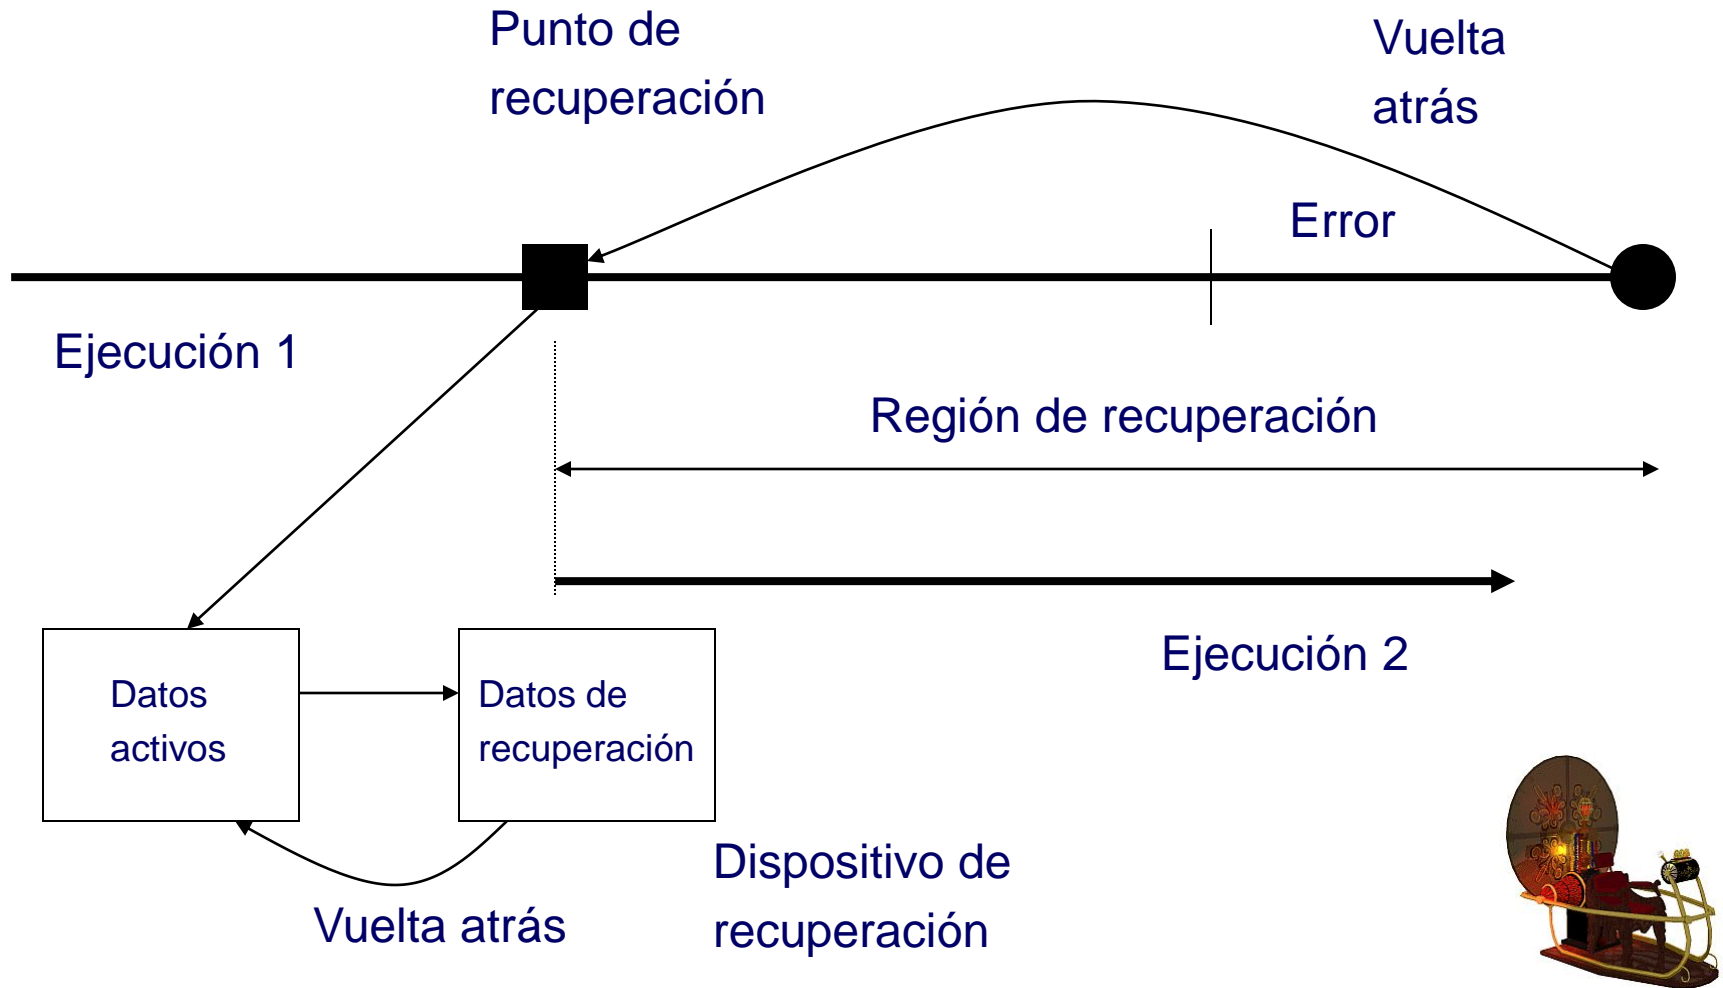 Punto de
recuperación
Vuelta
atrás
Error
Ejecución 1
Región de recuperación
Ejecución 2
Datos
activos
Datos de
recuperación
Dispositivo de
recuperación
Vuelta atrás